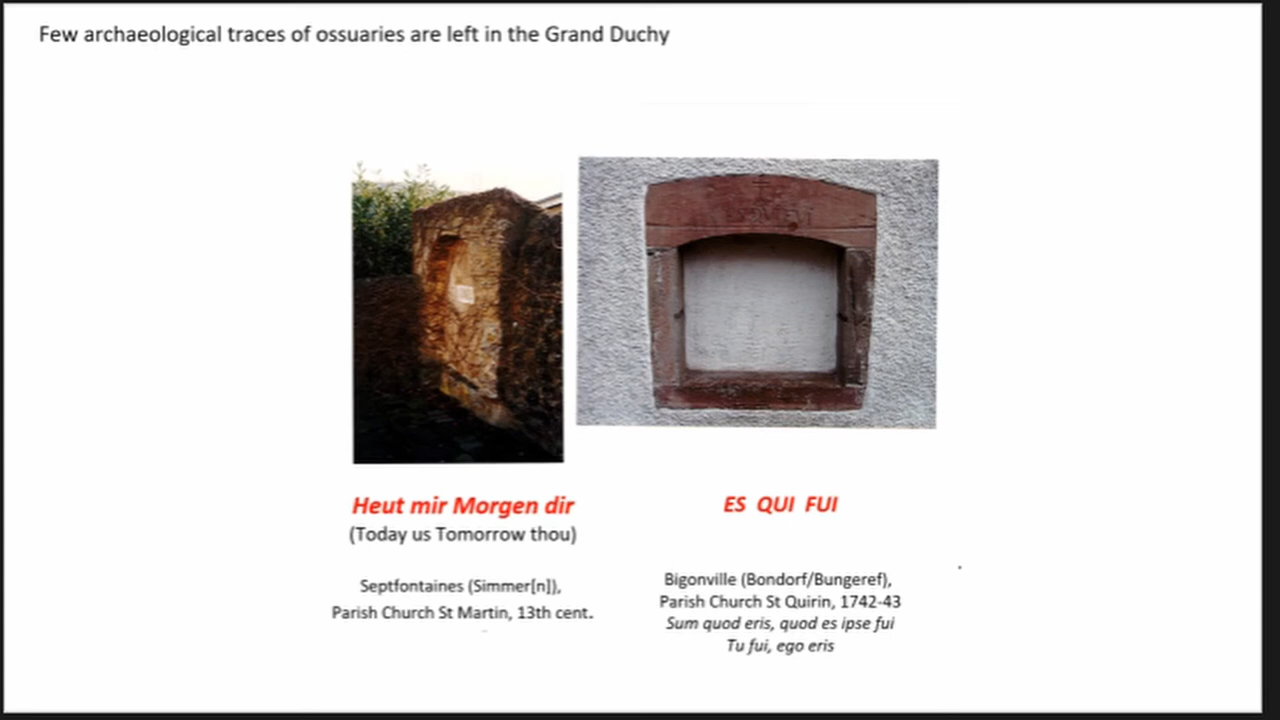 Few archaeological traces of ossuaries are left in the Grand Duchy
Heut mir Morgen dir
(Today us Tomorrow thou)
Septfontaines (Simmer[n]),
Parish Church St Martin, 13th cent.
ES QUI FUI
Bigonville (Bondorf/Bungeref),
Parish Church St Quirin, 1742-43
Sum quod eris, quod es ipse fui
Tu fui, ego eris